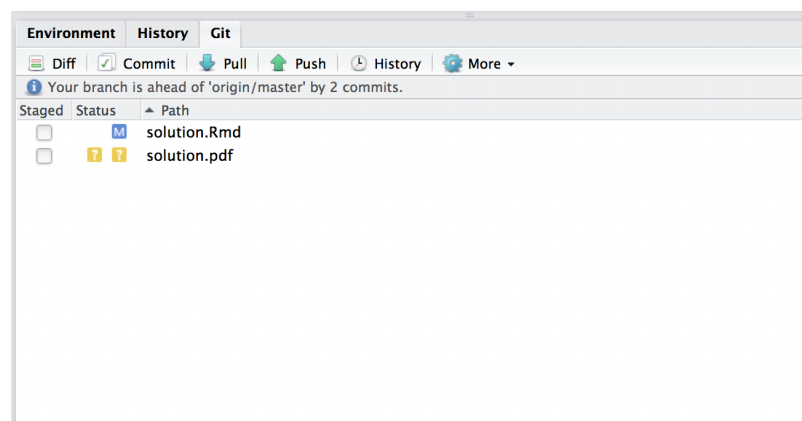 Environment History Git
Diff Commit Pull Push History More
Your branch is ahead of 'origin/master' by 2 commits.
Staged Status Path
M solution.Rmd
? ? solution.pdf